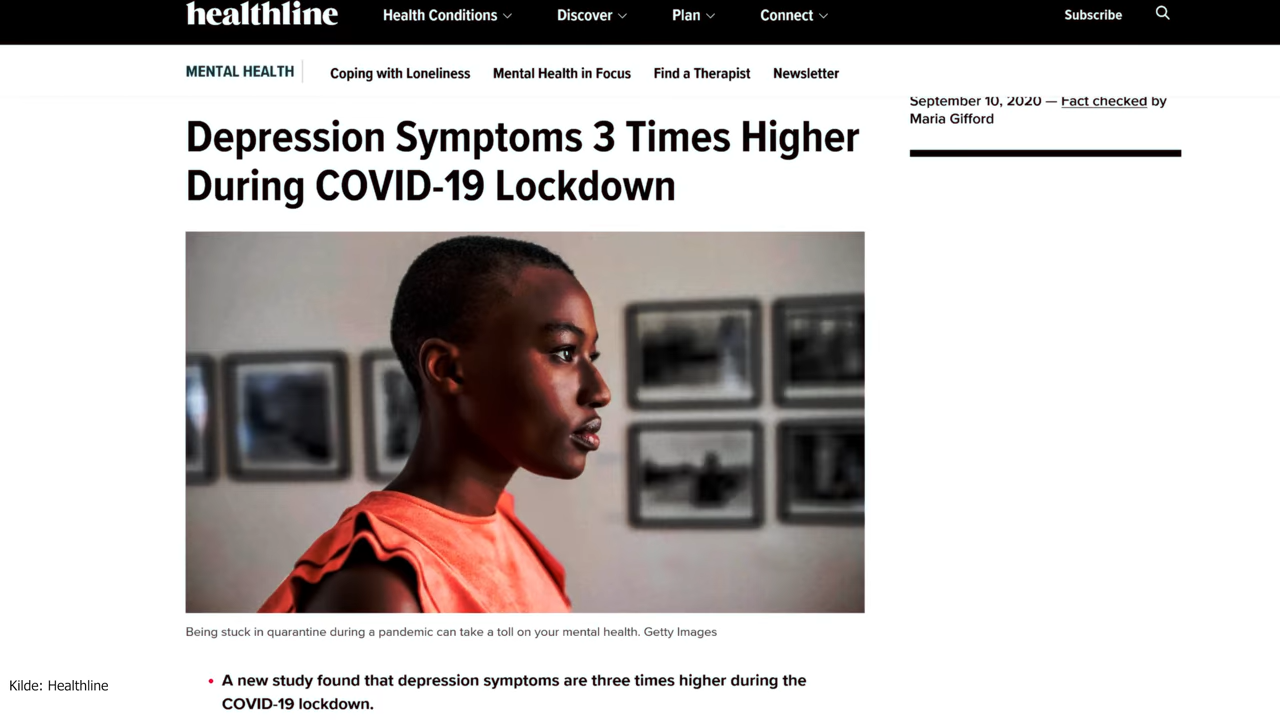 healthline
Health Conditions
Discover
Plan
Connect
Subscribe
MENTAL HEALTH
Coping with Loneliness
Mental Health in Focus
Find a Therapist
Newsletter
September 10, 2020 — Fact checked by
Maria Gifford
Depression Symptoms 3 Times Higher
During COVID-19 Lockdown
Being stuck in quarantine during a pandemic can take a toll on your mental health. Getty Images
• A new study found that depression symptoms are three times higher during the
COVID-19 lockdown.
Kilde: Healthline